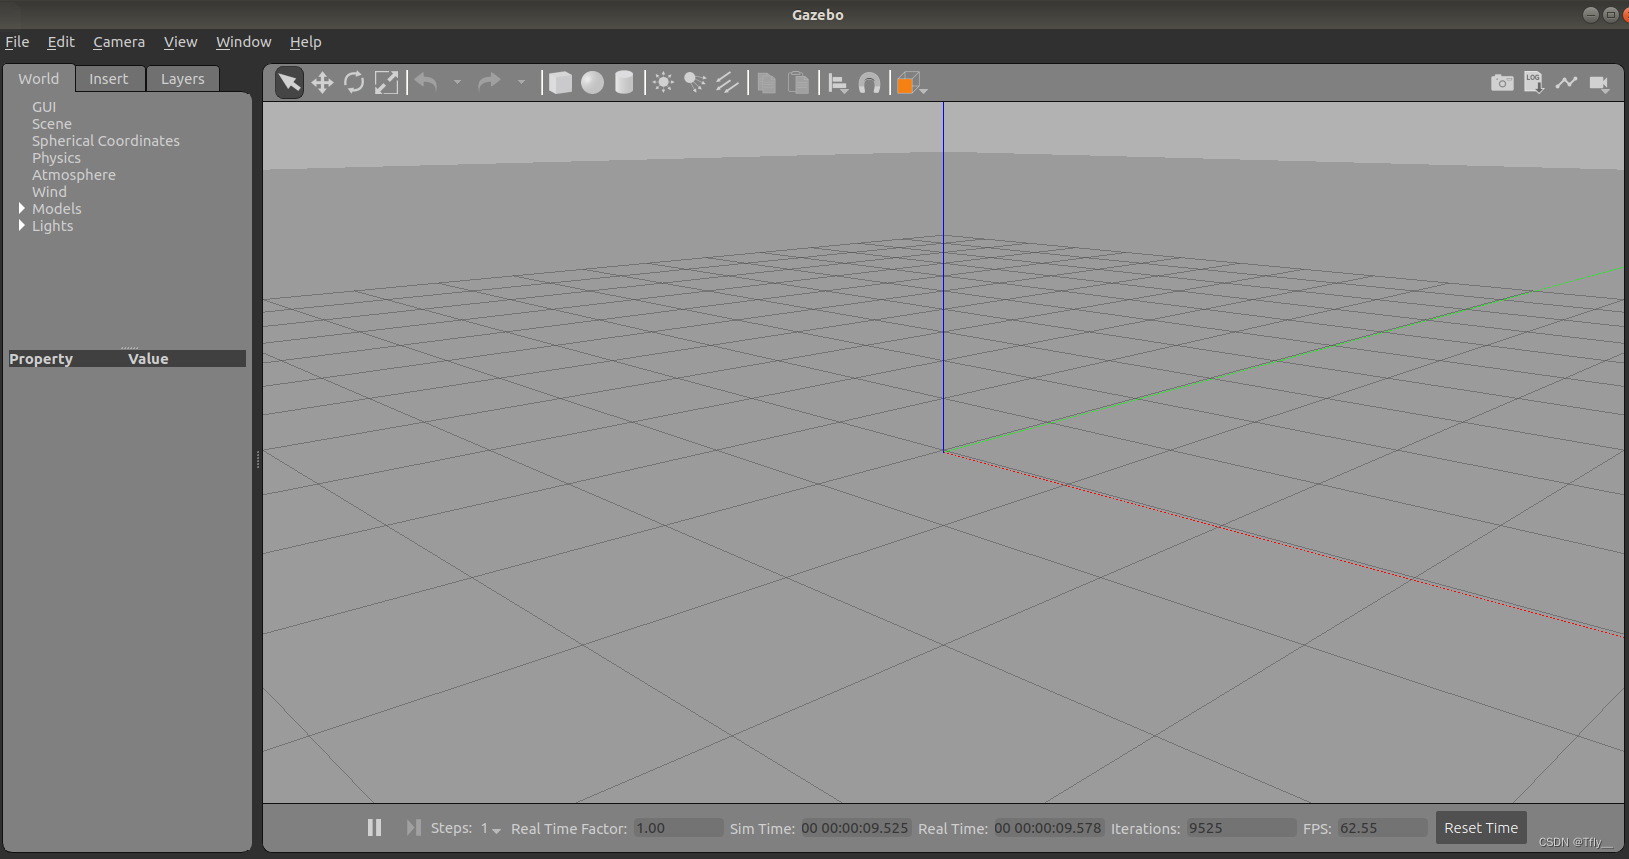 Gazebo
File Edit Camera View Window Help
World Insert Layers
GUI
Scene
Spherical Coordinates
Physics
Atmosphere
Wind
Models
Lights
Property Value
LOG
Steps: 1 Real Time Factor: 1.00 Sim Time: 00 00:00:09.525 Real Time: 00 00:00:09.578 Iterations: 9525 FPS: 62.55 Reset Time
CSDN @Tfly__